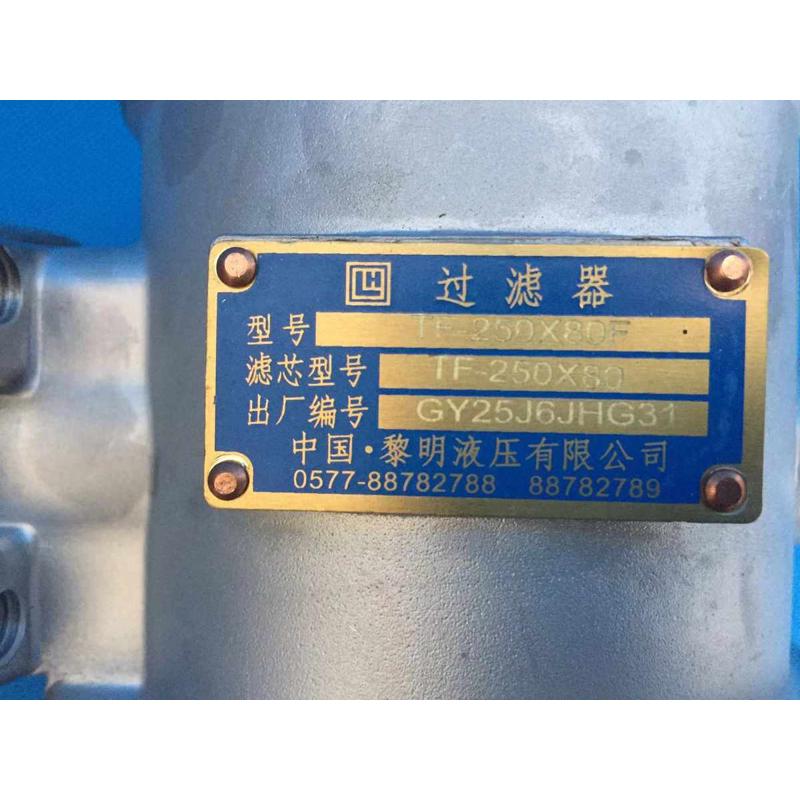 过滤器
型号 TF-250X80F
滤芯型号 TF-250X80
出厂编号 GY25J6JHG31
中国·黎明液压有限公司
0577-88782788 88782789